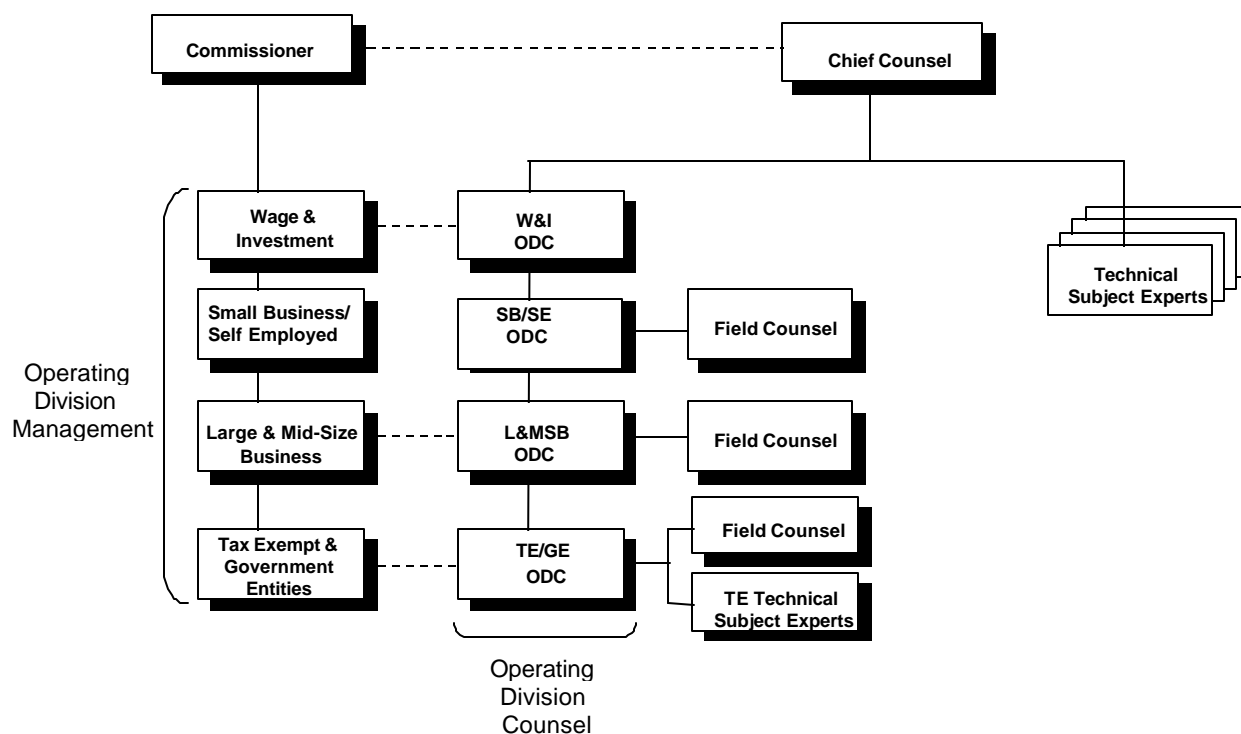 Commissioner
Chief Counsel
Wage &
Investment
W&I
ODC
Technical
Subject Experts
Small Business/
Self Employed
SB/SE
ODC
Field Counsel
Operating
Division
Management
Large & Mid-Size
Business
L&MSB
ODC
Field Counsel
Tax Exempt &
Government
Entities
TE/GE
ODC
Field Counsel
TE Technical
Subject Experts
Operating
Division
Counsel